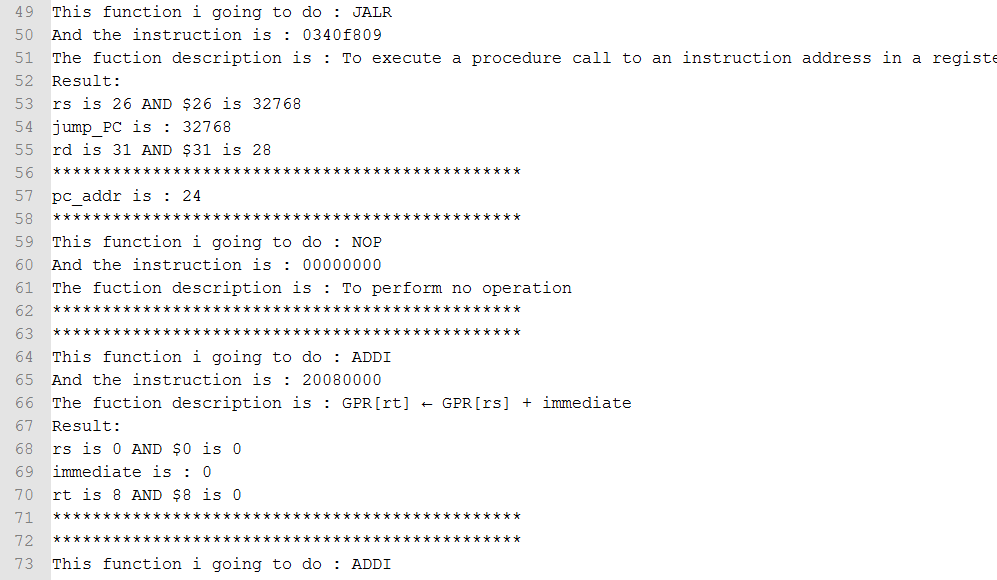 49 This function i going to do : JALR
50 And the instruction is : 0340f809
51 The fuction description is : To execute a procedure call to an instruction address in a
52 Result:
53 rs is 26 AND $26 is 32768
54 jump_PC is : 32768
55 rd is 31 AND $31 is 28
56 ***********************************************
57 pc_addr is : 24
58 ***********************************************
59 This function i going to do : NOP
60 And the instruction is : 00000000
61 The fuction description is : To perform no operation
62 ***********************************************
63 ***********************************************
64 This function i going to do : ADDI
65 And the instruction is : 20080000
66 The fuction description is : GPR[rt] ← GPR[rs] + immediate
67 Result:
68 rs is 0 AND $0 is 0
69 immediate is : 0
70 rt is 8 AND $8 is 0
71 ***********************************************
72 ***********************************************
73 This function i going to do : ADDI